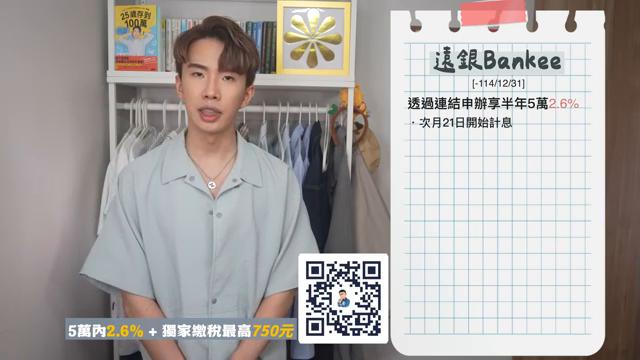 25歲存到
100萬
遠銀Bankee
[-114/12/31]
透過連結申辦享半年5萬2.6%
・次月21日開始計息
5萬內2.6% + 獨家繳稅最高750元